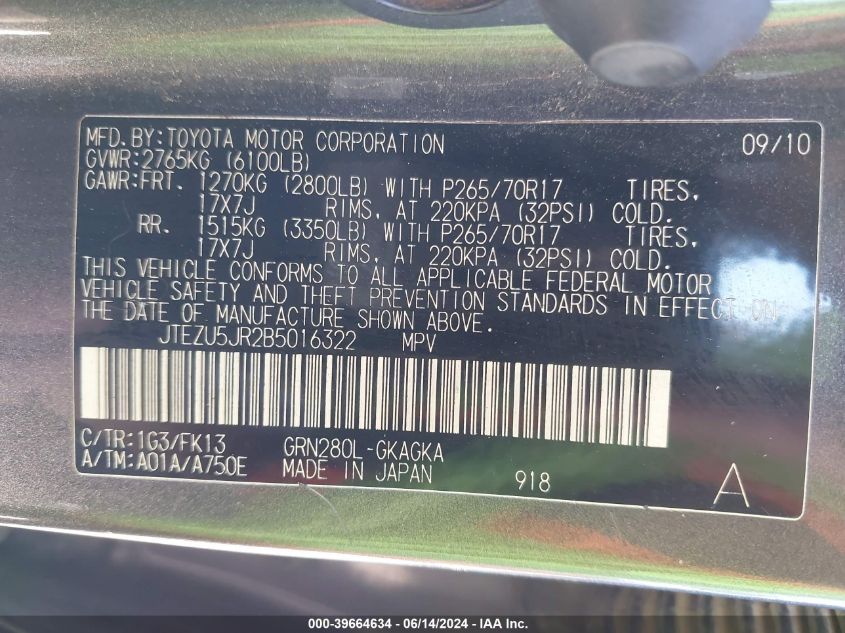 MFD.BY:TOYOTA MOTOR CORPORATION 09/10
GVWR:2765KG (6100LB)
GAWR:FRT. 1270KG (2800LB) WITH P265/70R17 TIRES,
17X7J RIMS, AT 220KPA (32PSI) COLD.
RR. 1515KG (3350LB) WITH P265/70R17 TIRES,
17X7J RIMS, AT 220KPA (32PSI) COLD.
THIS VEHICLE CONFORMS TO ALL APPLICABLE FEDERAL MOTOR
VEHICLE SAFETY AND THEFT PREVENTION STANDARDS IN EFFECT ON
THE DATE OF MANUFACTURE SHOWN ABOVE.
JTEZU5JR2B5016322 MPV
C/TR:1G3/FK13 GRN280L-GKAGKA
A/TM:A01A/A750E MADE IN JAPAN 918 A
000-39664634 / 06/14/2024 - IAA Inc.